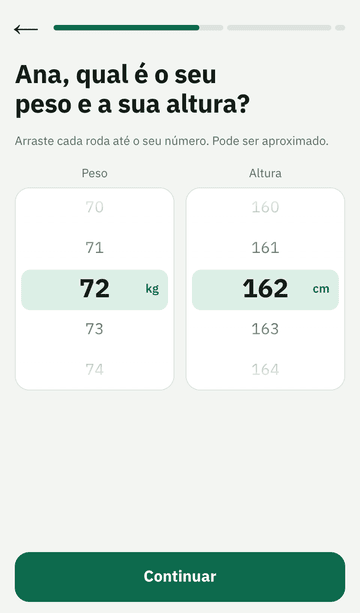 Ana, qual é o seu
peso e a sua altura?
Arraste cada roda até o seu número. Pode ser aproximado.
Peso
Altura
70
71
72 kg
73
74
160
161
162 cm
163
164
Continuar